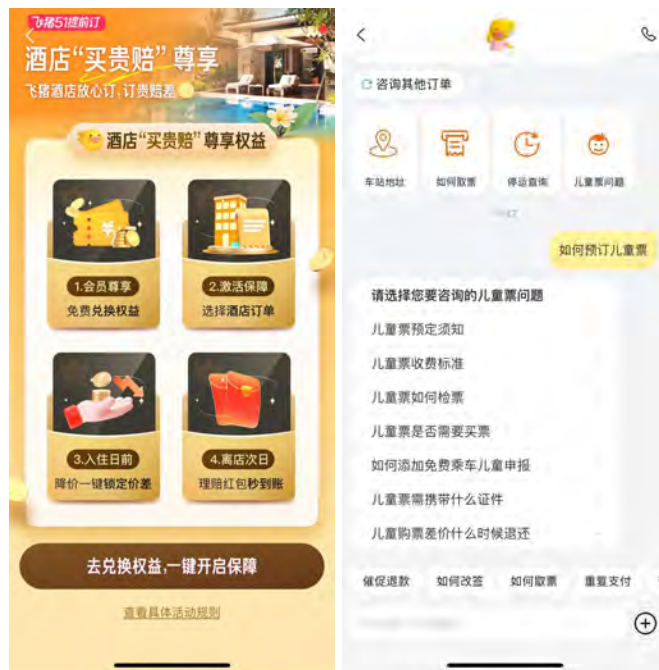 飞猪51提前订
酒店“买贵赔”尊享
飞猪酒店放心订,订贵赔差
酒店“买贵赔”尊享权益
1.会员尊享
免费兑换权益
2.激活保障
选择酒店订单
3.入住日前
降价一键锁定价差
4.离店次日
理赔红包秒到账
去兑换权益,一键开启保障
查看具体活动规则
咨询其他订单
车站地址
如何取票
停运查询
儿童票问题
如何预订儿童票
请选择您要咨询的儿童票问题
儿童票预定须知
儿童票收费标准
儿童票如何检票
儿童票是否需要买票
如何添加免费乘车儿童申报
儿童票需携带什么证件
儿童购票差价什么时候退还
催促退款
如何改签
如何取票
重复支付